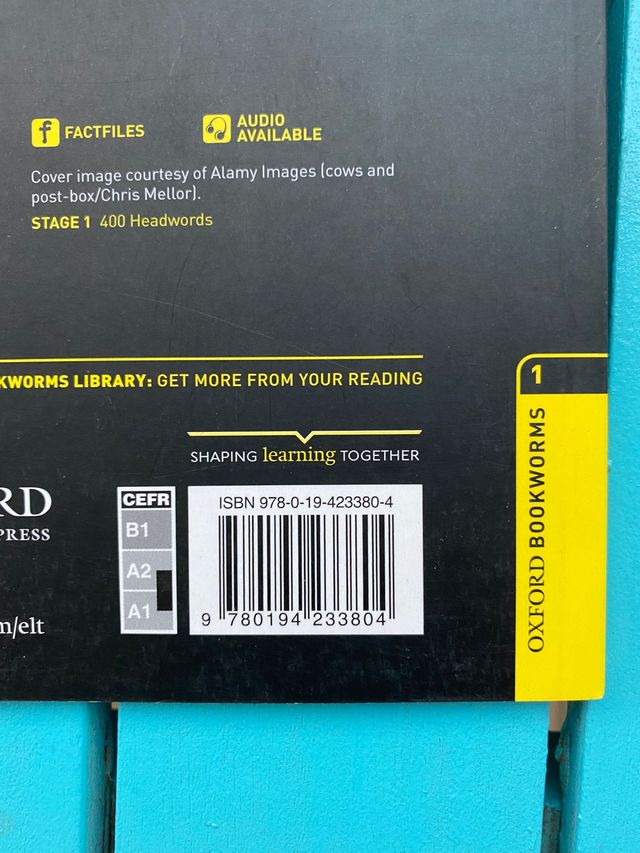 f FACTFILES
AUDIO
AVAILABLE
Cover image courtesy of Alamy Images (cows and
post-box/Chris Mellor).
STAGE 1 400 Headwords
KWORMS LIBRARY: GET MORE FROM YOUR READING
1
SHAPING learning TOGETHER
OXFORD BOOKWORMS
RD
PRESS
m/elt
CEFR
B1
A2
A1
ISBN 978-0-19-423380-4
9 780194 233804